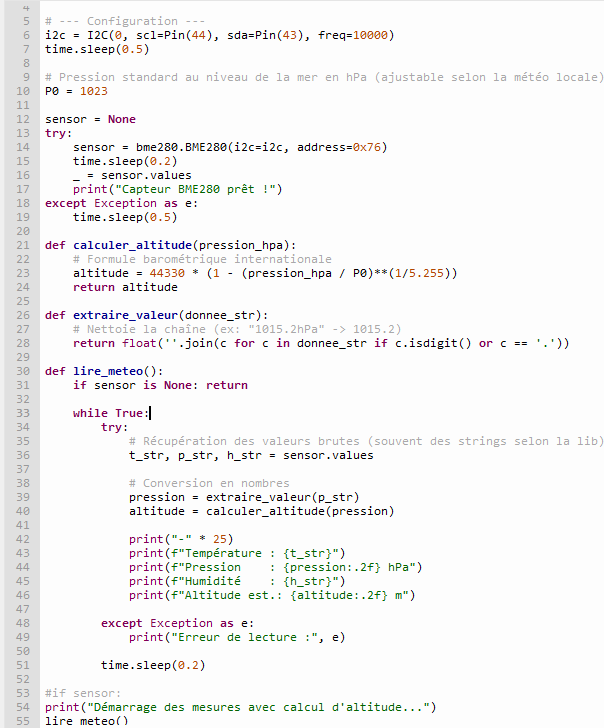 4
5 # --- Configuration ---
6 i2c = I2C(0, scl=Pin(44), sda=Pin(43), freq=10000)
7 time.sleep(0.5)
8
9 # Pression standard au niveau de la mer en hPa (ajustable selon la météo locale)
10 P0 = 1023
11
12 sensor = None
13 try:
14     sensor = bme280.BME280(i2c=i2c, address=0x76)
15     time.sleep(0.2)
16     _ = sensor.values
17     print("Capteur BME280 prêt !")
18 except Exception as e:
19     time.sleep(0.5)
20
21 def calculer_altitude(pression_hpa):
22     # Formule barométrique internationale
23     altitude = 44330 * (1 - (pression_hpa / P0)**(1/5.255))
24     return altitude
25
26 def extraire_valeur(donnee_str):
27     # Nettoie la chaîne (ex: "1015.2hPa" -> 1015.2)
28     return float(''.join(c for c in donnee_str if c.isdigit() or c == '.'))
29
30 def lire_meteo():
31     if sensor is None: return
32
33     while True:
34         try:
35             # Récupération des valeurs brutes (souvent des strings selon la lib)
36             t_str, p_str, h_str = sensor.values
37
38             # Conversion en nombres
39             pression = extraire_valeur(p_str)
40             altitude = calculer_altitude(pression)
41
42             print("-" * 25)
43             print(f"Température : {t_str}")
44             print(f"Pression    : {pression:.2f} hPa")
45             print(f"Humidité    : {h_str}")
46             print(f"Altitude est.: {altitude:.2f} m")
47
48         except Exception as e:
49             print("Erreur de lecture :", e)
50
51         time.sleep(0.2)
52
53 #if sensor:
54 print("Démarrage des mesures avec calcul d'altitude...")
55 lire_meteo()